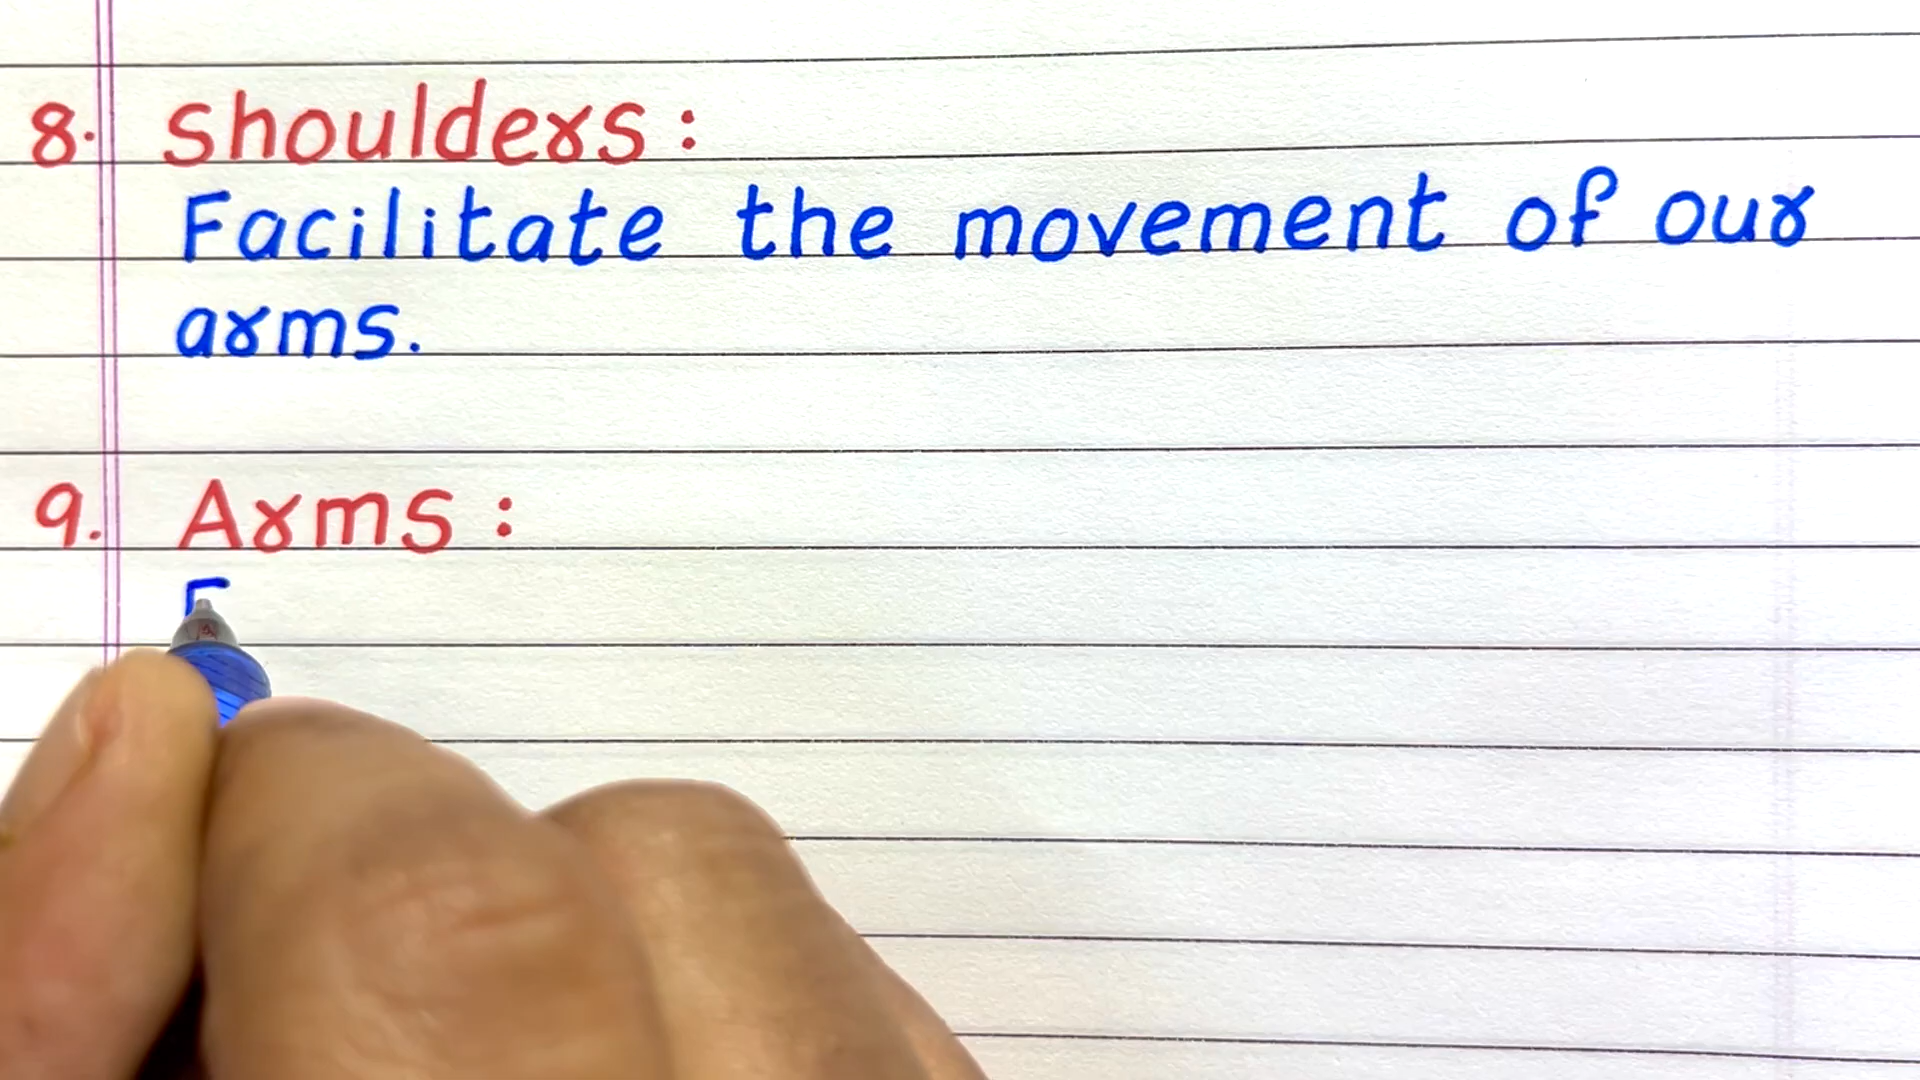 8. Shoulders :
Facilitate the movement of our
arms.
9. Arms :
F